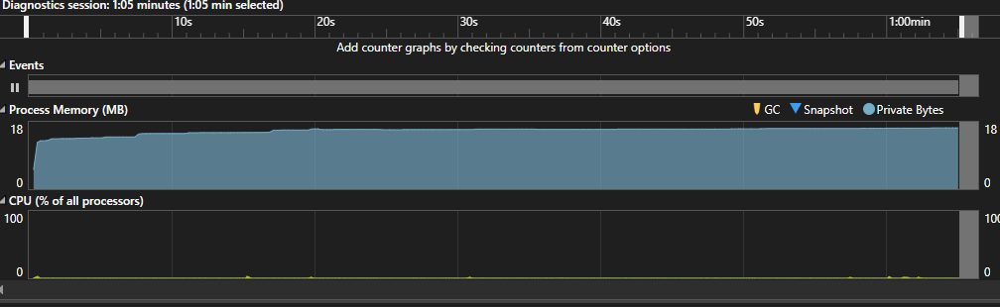 Diagnostics session: 1:05 minutes (1:05 min selected)
10s 20s 30s 40s 50s 1:00min
Add counter graphs by checking counters from counter options
Events
Process Memory (MB) GC Snapshot Private Bytes
18 18
0 0
CPU (% of all processors)
100 100
0 0